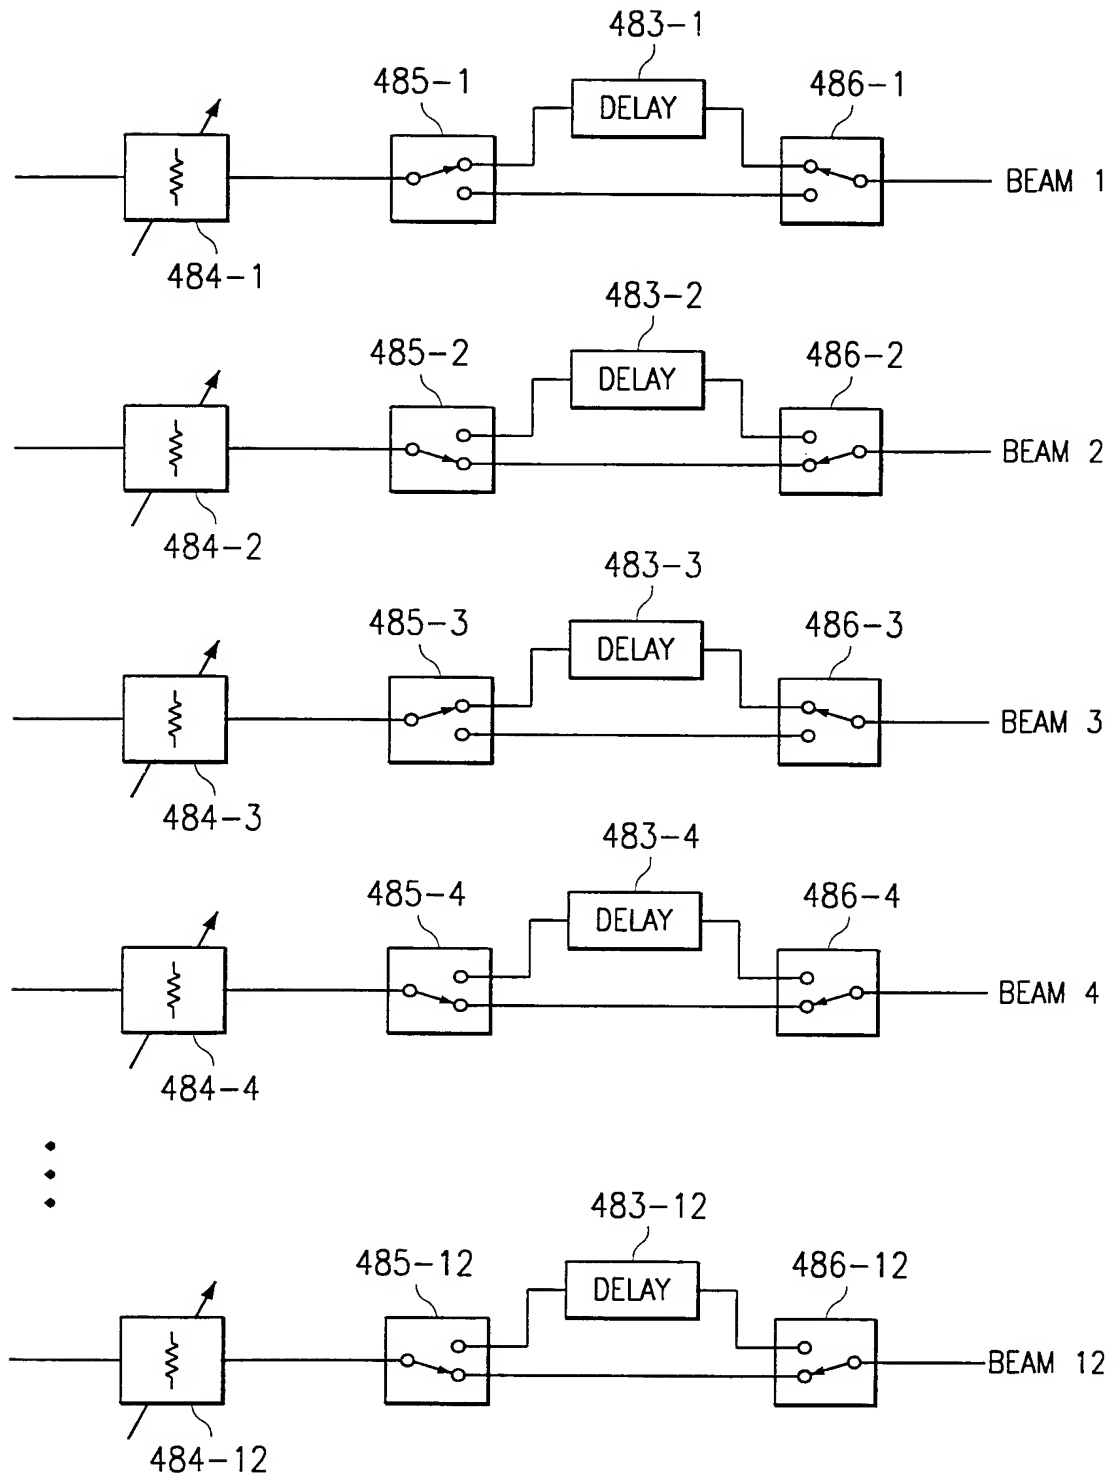 483-1
485-1
DELAY
486-1
BEAM 1
484-1
483-2
485-2
DELAY
486-2
BEAM 2
484-2
483-3
485-3
DELAY
486-3
BEAM 3
484-3
483-4
485-4
DELAY
486-4
BEAM 4
484-4
483-12
485-12
DELAY
486-12
BEAM 12
484-12